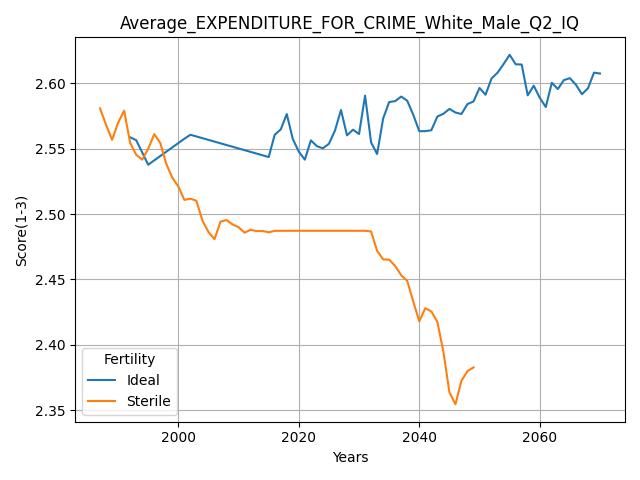 Average_EXPENDITURE_FOR_CRIME_White_Male_Q2_IQ
Score(1-3)
2.60
2.55
2.50
2.45
2.40
2.35
Fertility
Ideal
Sterile
2000 2020 2040 2060
Years